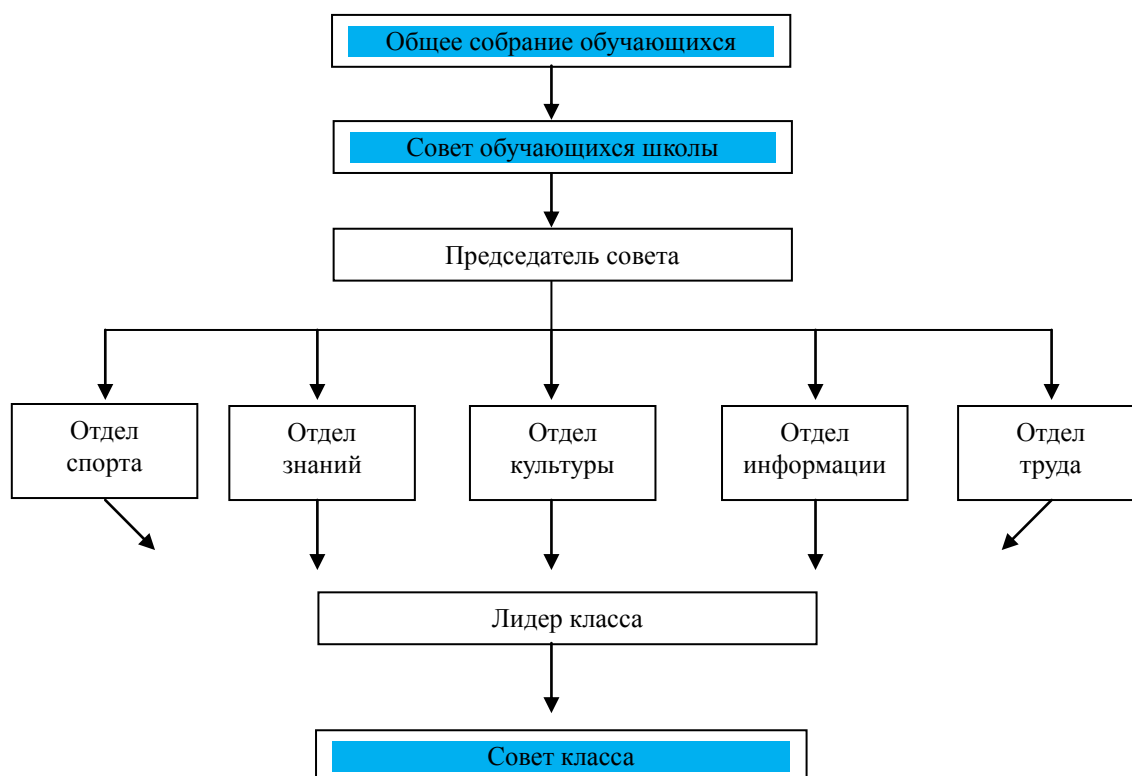 Общее собрание обучающихся
Совет обучающихся школы
Председатель совета
Отдел
спорта
Отдел
знаний
Отдел
культуры
Отдел
информации
Отдел
труда
Лидер класса
Совет класса